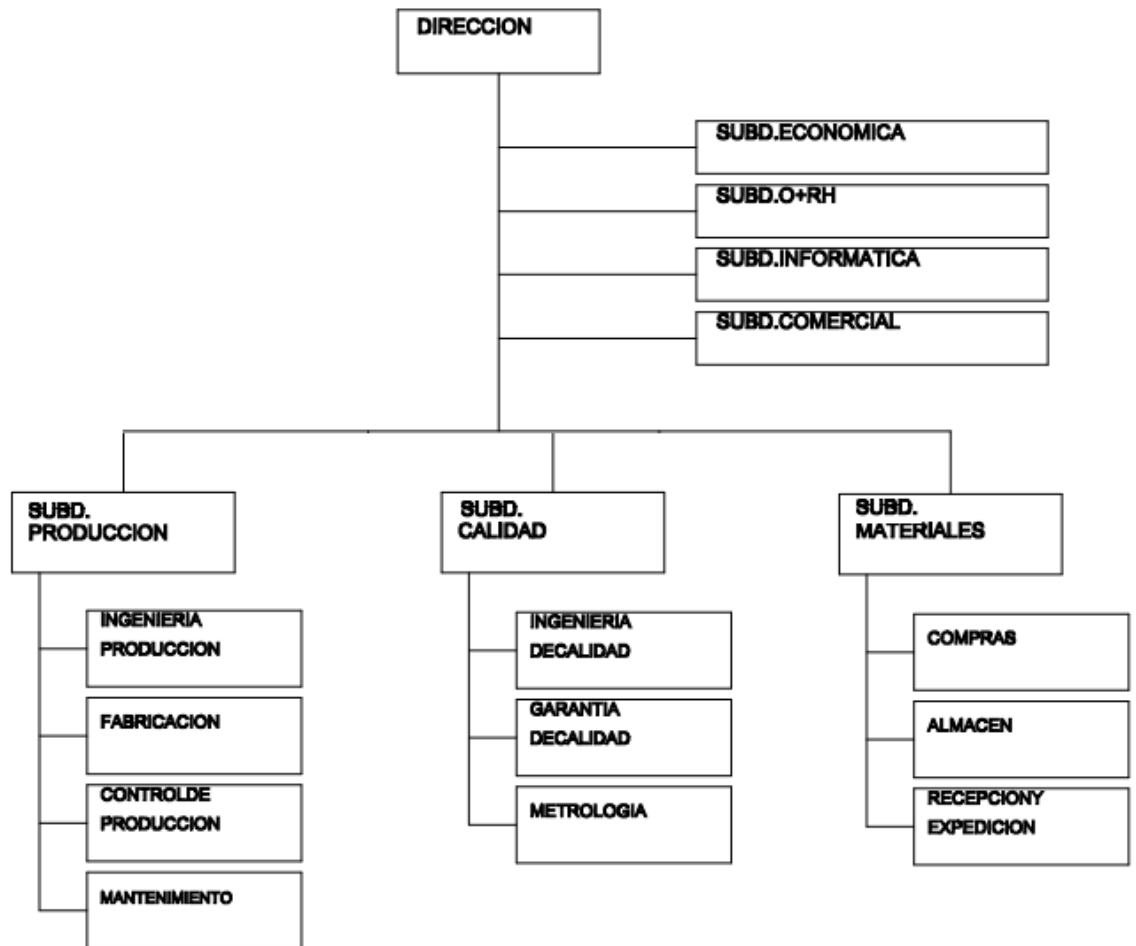 DIRECCION
SUBD.ECONOMICA
SUBD.O+RH
SUBD.INFORMATICA
SUBD.COMERCIAL
SUBD.
PRODUCCION
INGENIERIA
PRODUCCION
FABRICACION
CONTROLDE
PRODUCCION
MANTENIMIENTO
SUBD.
CALIDAD
INGENIERIA
DECALIDAD
GARANTIA
DECALIDAD
METROLOGIA
SUBD.
MATERIALES
COMPRAS
ALMACEN
RECEPCIONY
EXPEDICION